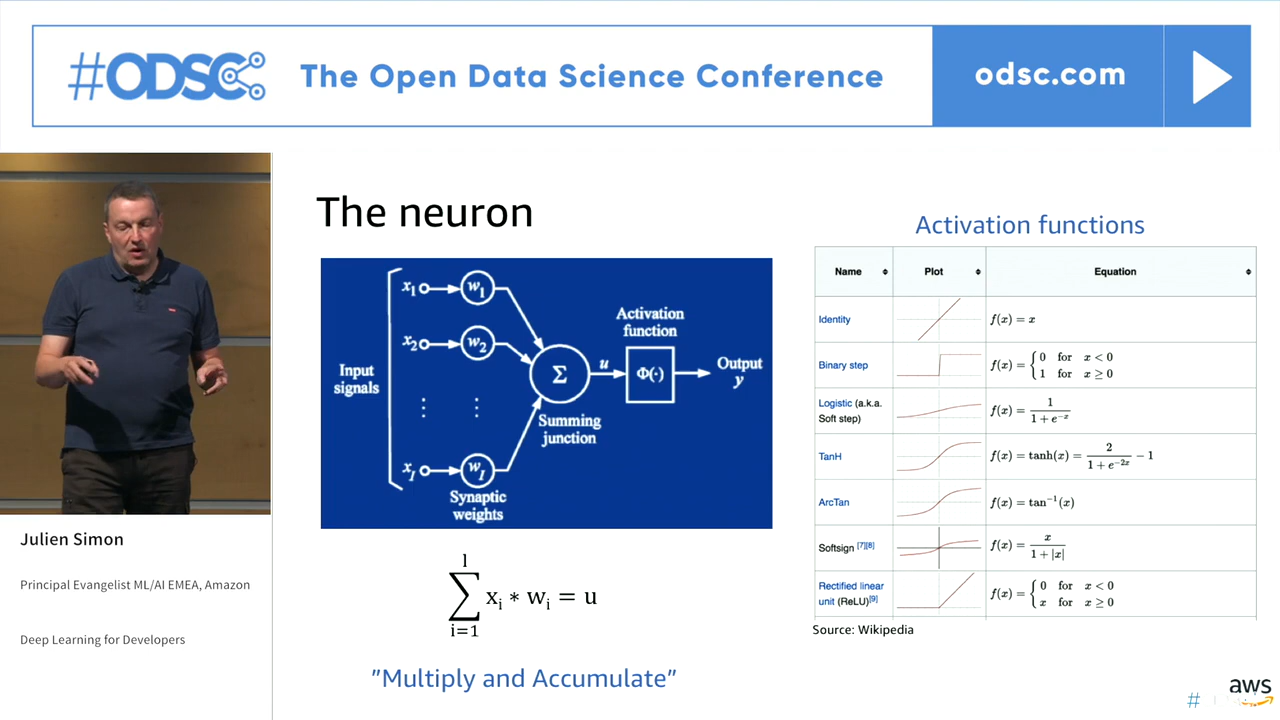 #ODSC
The Open Data Science Conference
odsc.com
The neuron
Input
signals
x₁
w₁
x₂
w₂
⋮ ⋮
x_I
w_I
Synaptic
weights
Σ
Summing
junction
u
Activation
function
Φ(·)
Output
y
∑_{i=1}^{l} x_i * w_i = u
"Multiply and Accumulate"
Activation functions
Name Plot Equation
Identity f(x) = x
Binary step f(x) = { 0 for x < 0
1 for x ≥ 0
Logistic (a.k.a.
Soft step) f(x) = 1 / (1 + e^{-x})
TanH f(x) = tanh(x) = 2 / (1 + e^{-2x}) − 1
ArcTan f(x) = tan⁻¹(x)
Softsign [7][8] f(x) = x / (1 + |x|)
Rectified linear
unit (ReLU)[9] f(x) = { 0 for x < 0
x for x ≥ 0
Source: Wikipedia
Julien Simon
Principal Evangelist ML/AI EMEA, Amazon
Deep Learning for Developers
#
aws